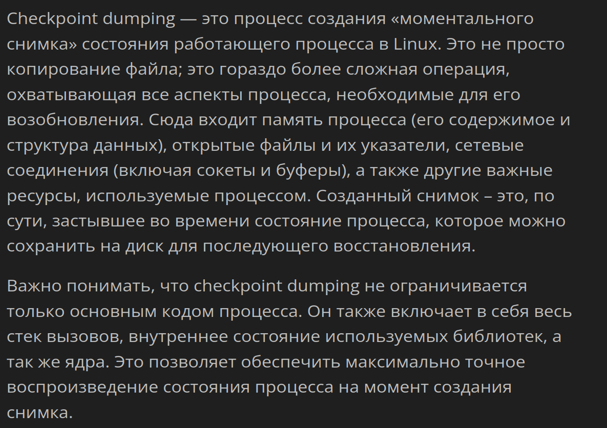 Checkpoint dumping — это процесс создания «моментального
снимка» состояния работающего процесса в Linux. Это не просто
копирование файла; это гораздо более сложная операция,
охватывающая все аспекты процесса, необходимые для его
возобновления. Сюда входит память процесса (его содержимое и
структура данных), открытые файлы и их указатели, сетевые
соединения (включая сокеты и буферы), а также другие важные
ресурсы, используемые процессом. Созданный снимок – это, по
сути, застывшее во времени состояние процесса, которое можно
сохранить на диск для последующего восстановления.
Важно понимать, что checkpoint dumping не ограничивается
только основным кодом процесса. Он также включает в себя весь
стек вызовов, внутреннее состояние используемых библиотек, а
так же ядра. Это позволяет обеспечить максимально точное
воспроизведение состояния процесса на момент создания
снимка.